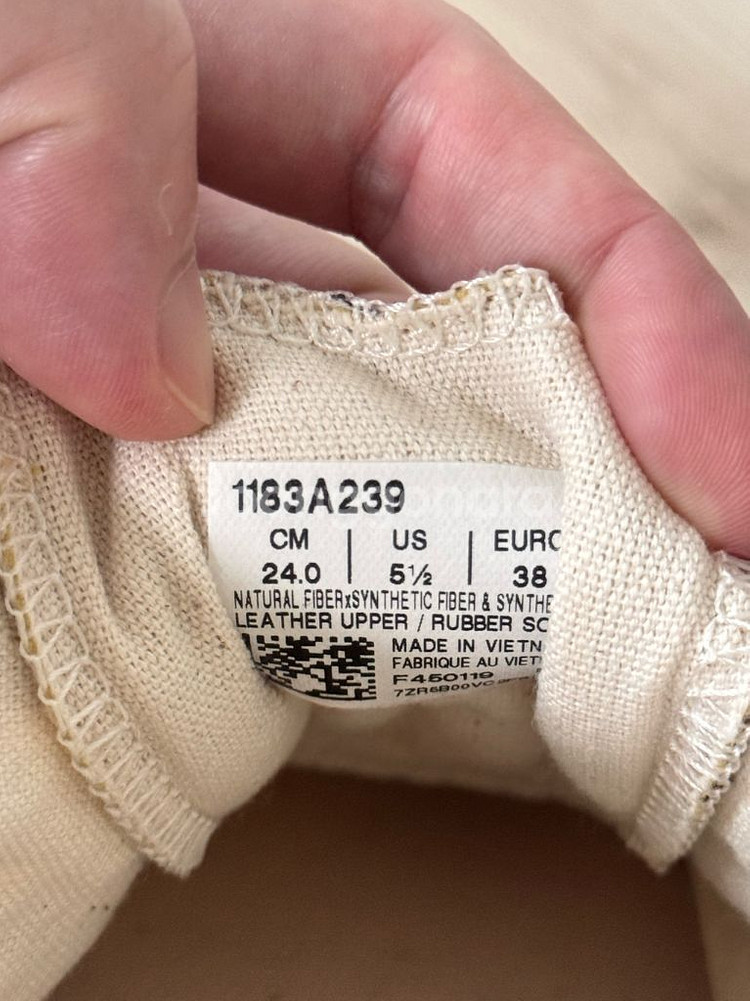 1183A239
CM | US | EURO
24.0 | 5½ | 38
NATURAL FIBERxSYNTHETIC FIBER & SYNTHE
LEATHER UPPER / RUBBER SO
MADE IN VIETN
FABRIQUE AU VIET
F450119